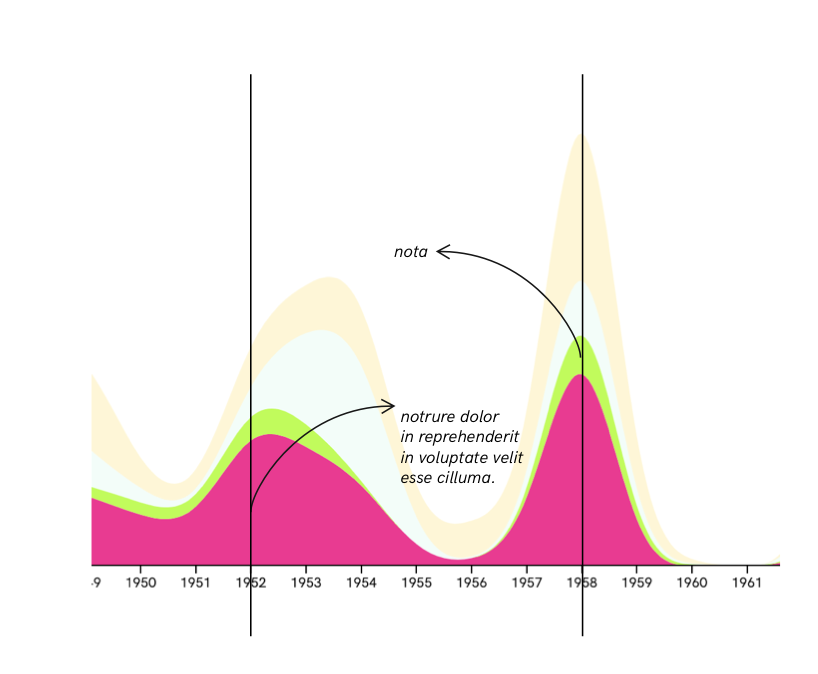 nota
notrure dolor
in reprehenderit
in voluptate velit
esse cilluma.
9 1950 1951 1952 1953 1954 1955 1956 1957 1958 1959 1960 1961